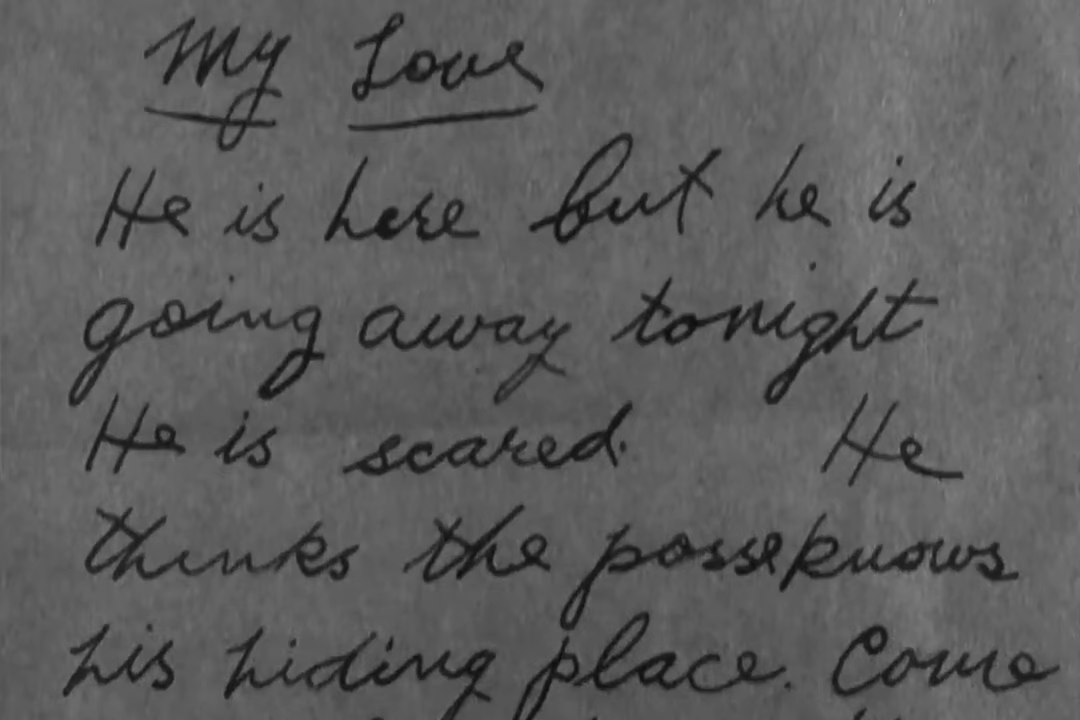 My Love
He is here but he is
going away tonight
He is scared. He
thinks the posse knows
his hiding place. Come